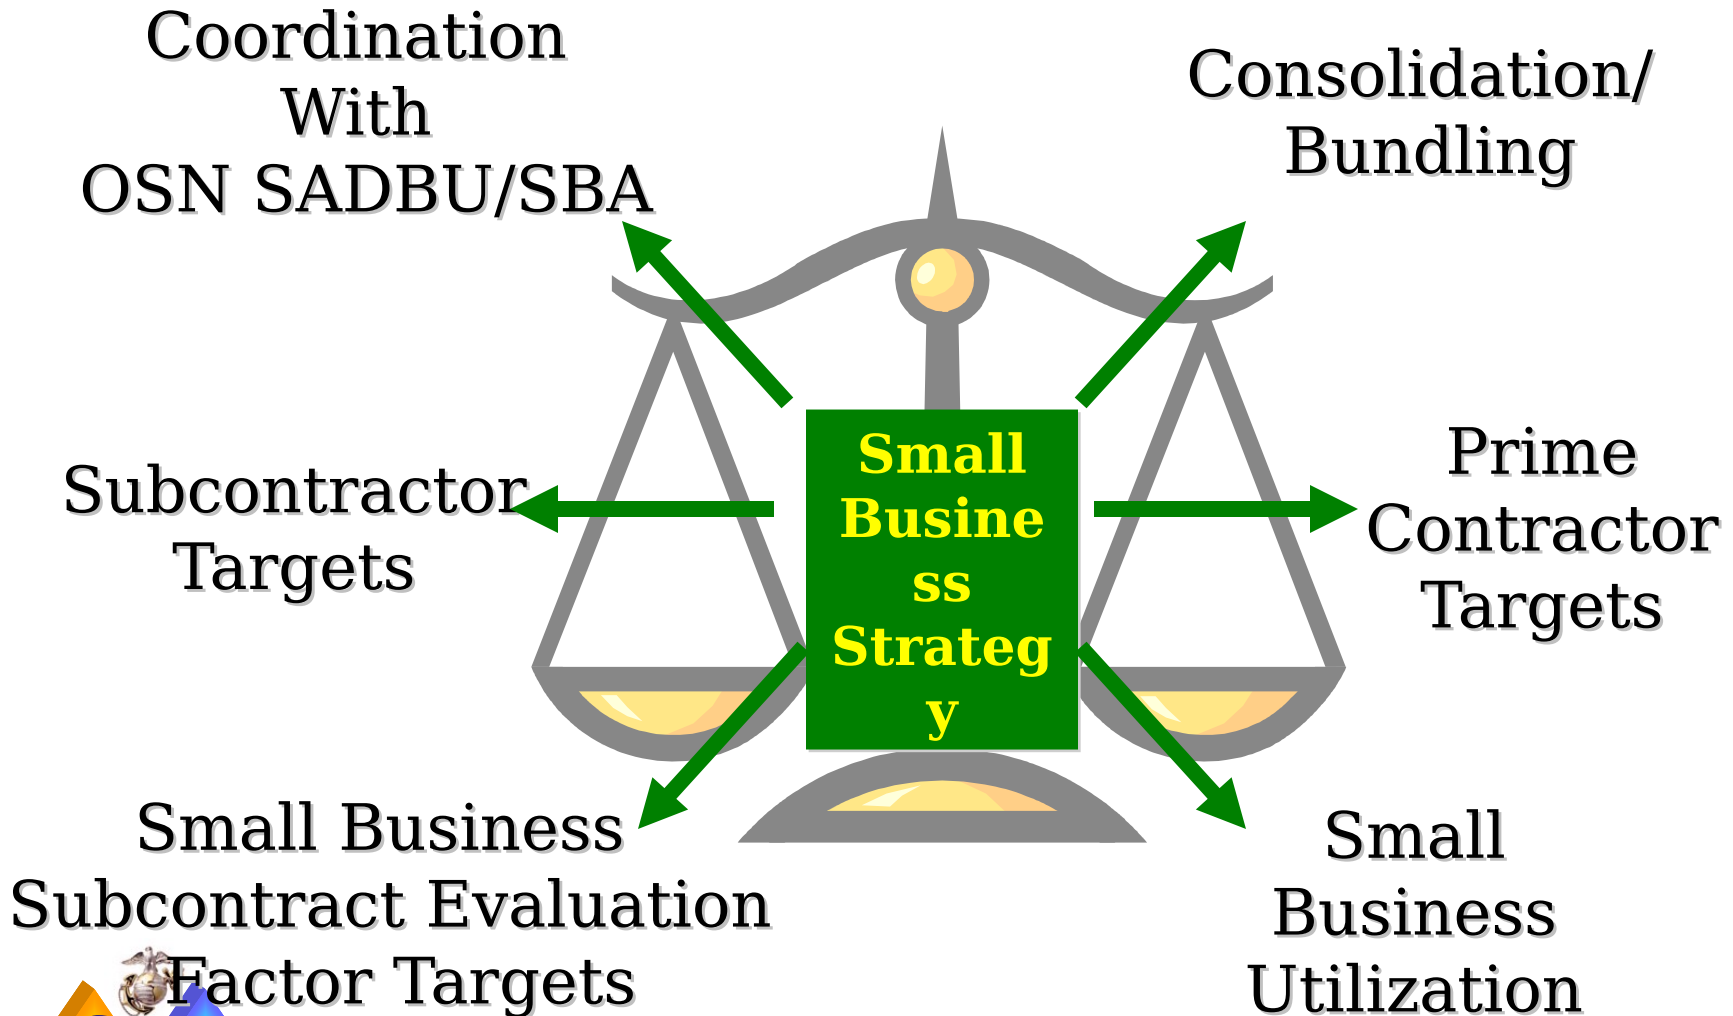 Coordination
With
OSN SADBU/SBA
Consolidation/
Bundling
Subcontractor
Targets
Small
Busine
ss
Strateg
y
Prime
Contractor
Targets
Small Business
Subcontract Evaluation
Factor Targets
Small
Business
Utilization